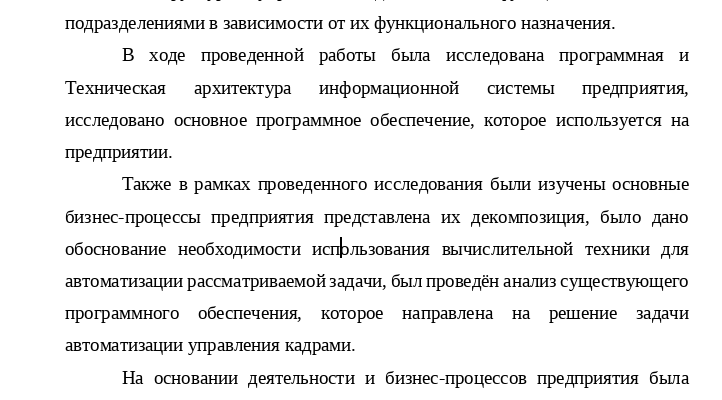 подразделениями в зависимости от их функционального назначения.
В ходе проведенной работы была исследована программная и
Техническая архитектура информационной системы предприятия,
исследовано основное программное обеспечение, которое используется на
предприятии.
Также в рамках проведенного исследования были изучены основные
бизнес-процессы предприятия представлена их декомпозиция, было дано
обоснование необходимости использования вычислительной техники для
автоматизации рассматриваемой задачи, был проведён анализ существующего
программного обеспечения, которое направлена на решение задачи
автоматизации управления кадрами.
На основании деятельности и бизнес-процессов предприятия была